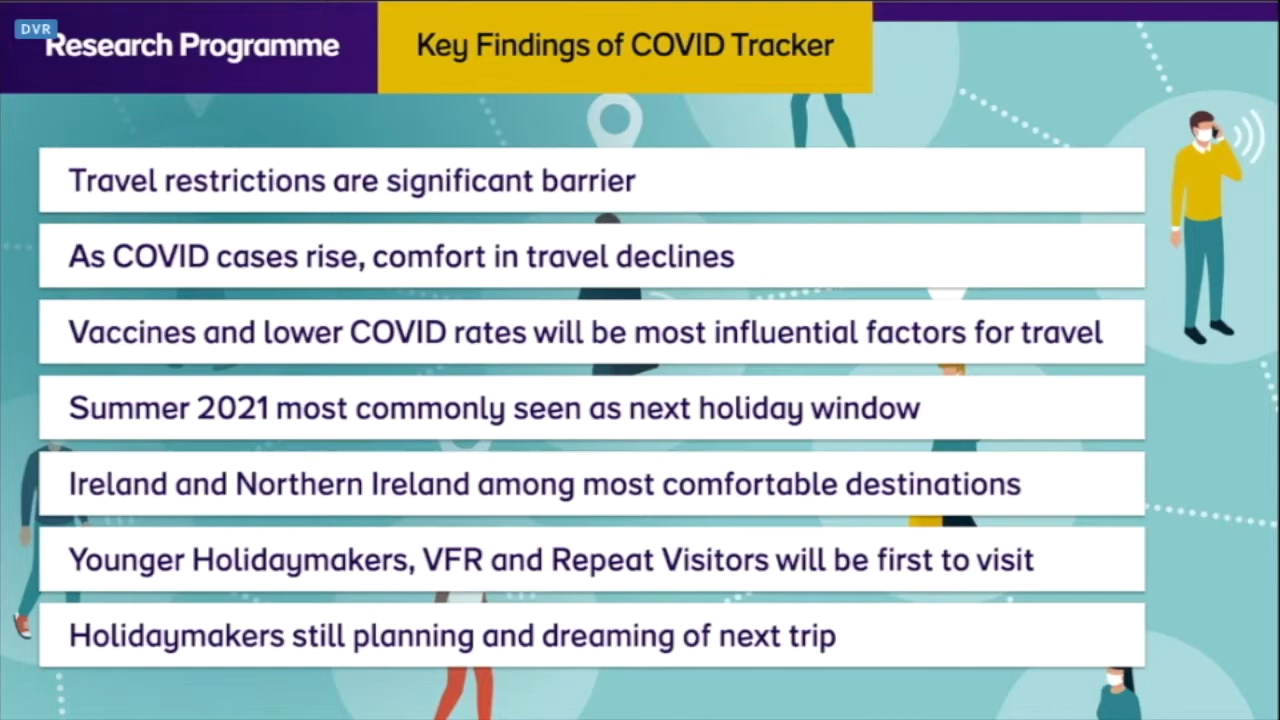 DVR
Research Programme
Key Findings of COVID Tracker
Travel restrictions are significant barrier
As COVID cases rise, comfort in travel declines
Vaccines and lower COVID rates will be most influential factors for travel
Summer 2021 most commonly seen as next holiday window
Ireland and Northern Ireland among most comfortable destinations
Younger Holidaymakers, VFR and Repeat Visitors will be first to visit
Holidaymakers still planning and dreaming of next trip